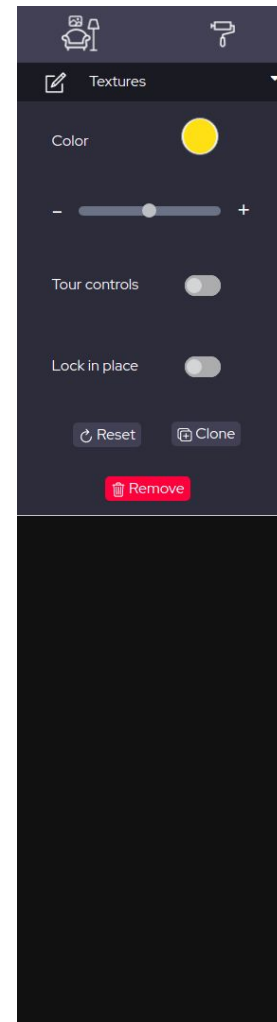 Textures
Color
– +
Tour controls
Lock in place
Reset Clone
Remove